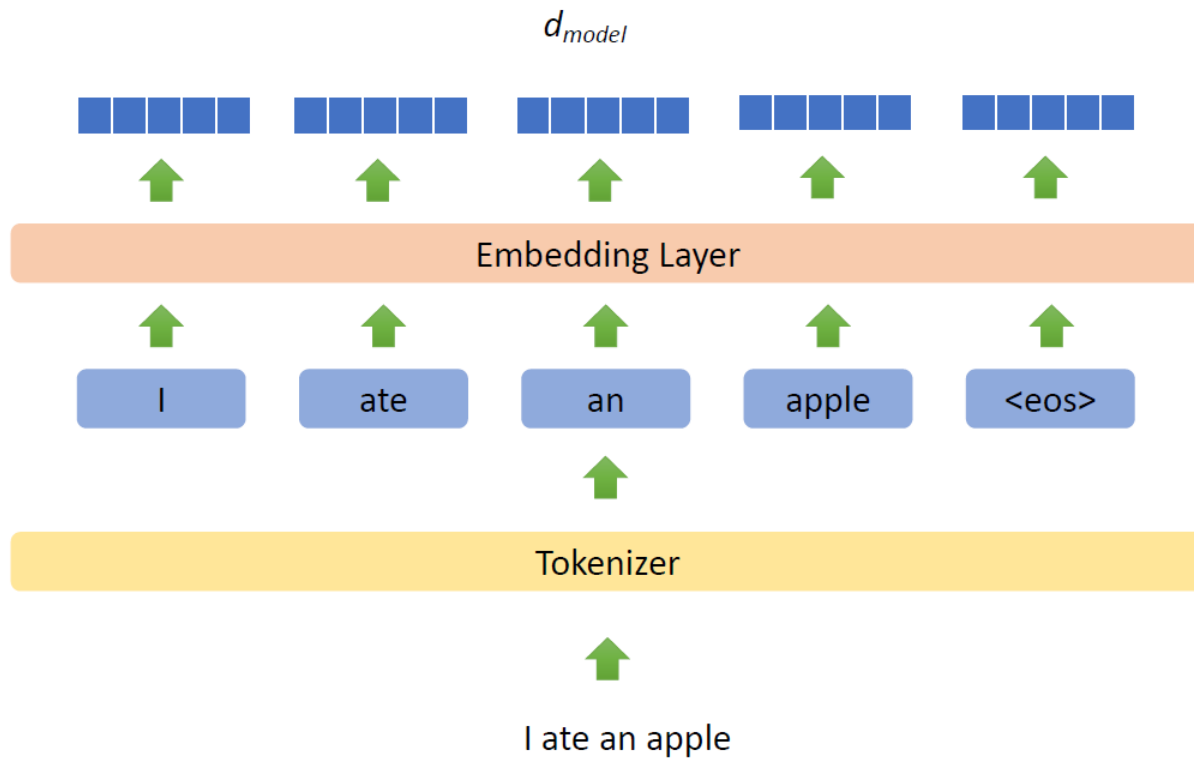 d_model
Embedding Layer
I ate an apple <eos>
Tokenizer
I ate an apple